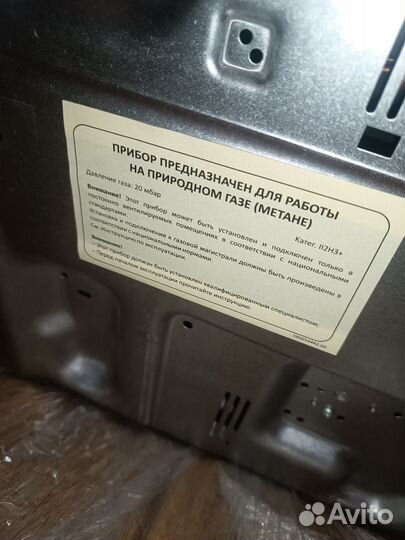 ПРИБОР ПРЕДНАЗНАЧЕН ДЛЯ РАБОТЫ
НА ПРИРОДНОМ ГАЗЕ (МЕТАНЕ)
Давление газа: 20 мбар
Катег. II2H3+
Внимание! Этот прибор может быть установлен и подключен только в
постоянно вентилируемых помещениях в соответствии с национальными
стандартами.
Установка и подключение к газовой магистрали должны быть произведены в
соответствии с национальными нормами.
См. Инструкцию по эксплуатации.
Внимание!
- Этот прибор должен быть установлен квалифицированным специалистом;
- Перед началом эксплуатации прочитайте инструкцию.
Avito